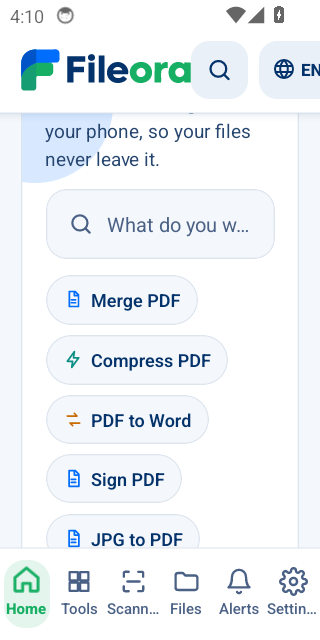 4:10
Fileora
EN
your phone, so your files
never leave it.
What do you w...
Merge PDF
Compress PDF
PDF to Word
Sign PDF
JPG to PDF
Home
Tools
Scann...
Files
Alerts
Settin...